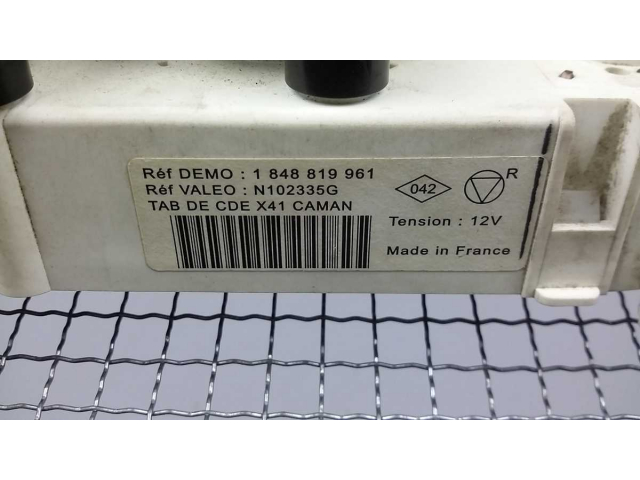 Réf DEMO : 1 848 819 961
Réf VALEO : N102335G
TAB DE CDE X41 CAMAN
042
R
Tension : 12V
Made in France